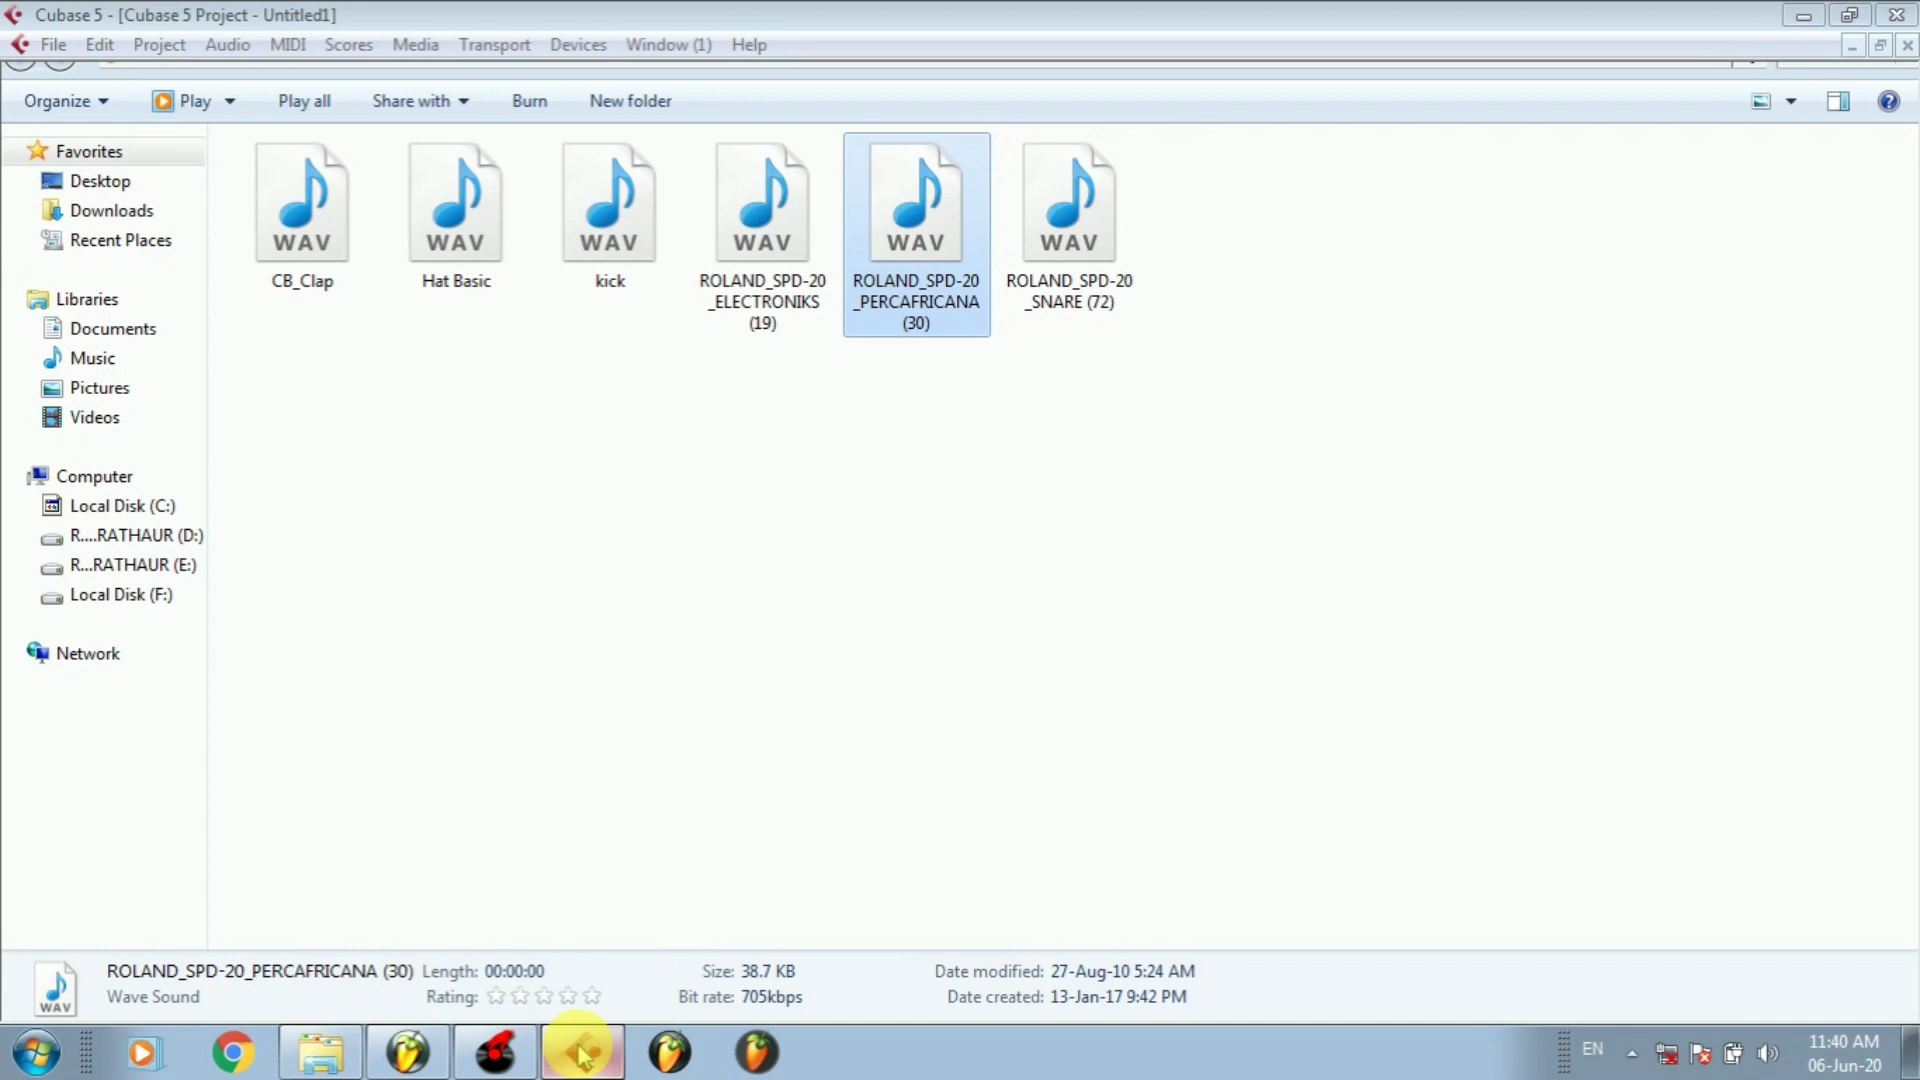 Cubase 5 - [Cubase 5 Project - Untitled1]
File Edit Project Audio MIDI Scores Media Transport Devices Window (1) Help
Organize Play Play all Share with Burn New folder
Favorites
Desktop
Downloads
Recent Places
Libraries
Documents
Music
Pictures
Videos
Computer
Local Disk (C:)
R....RATHAUR (D:)
R...RATHAUR (E:)
Local Disk (F:)
Network
WAV WAV WAV WAV WAV WAV
CB_Clap
Hat Basic
kick
ROLAND_SPD-20
_ELECTRONIKS
(19)
ROLAND_SPD-20
_PERCAFRICANA
(30)
ROLAND_SPD-20
_SNARE (72)
WAV
ROLAND_SPD-20_PERCAFRICANA (30) Length: 00:00:00 Size: 38.7 KB Date modified: 27-Aug-10 5:24 AM
Wave Sound Rating: Bit rate: 705kbps Date created: 13-Jan-17 9:42 PM
EN
11:40 AM
06-Jun-20